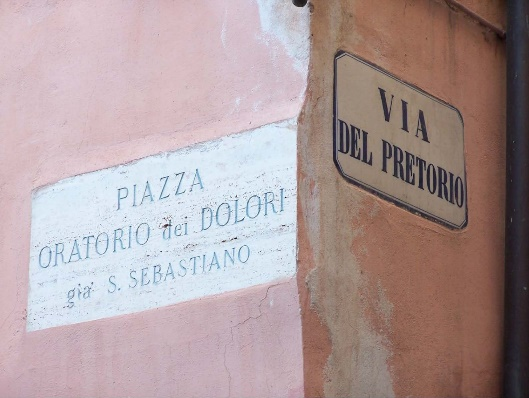 PIAZZA
ORATORIO dei DOLORI
già S. SEBASTIANO
VIA
DEL PRETORIO